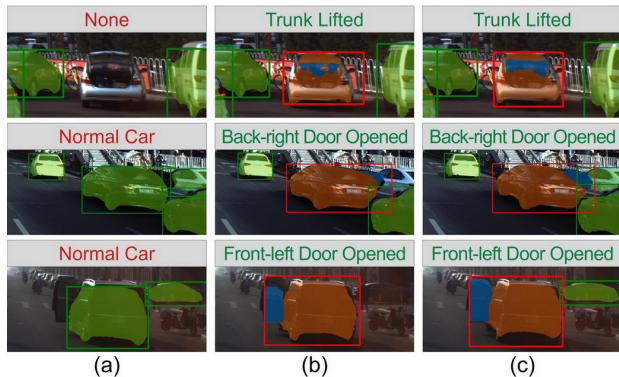 None Trunk Lifted Trunk Lifted
Normal Car Back-right Door Opened Back-right Door Opened
Normal Car Front-left Door Opened Front-left Door Opened
(a) (b) (c)